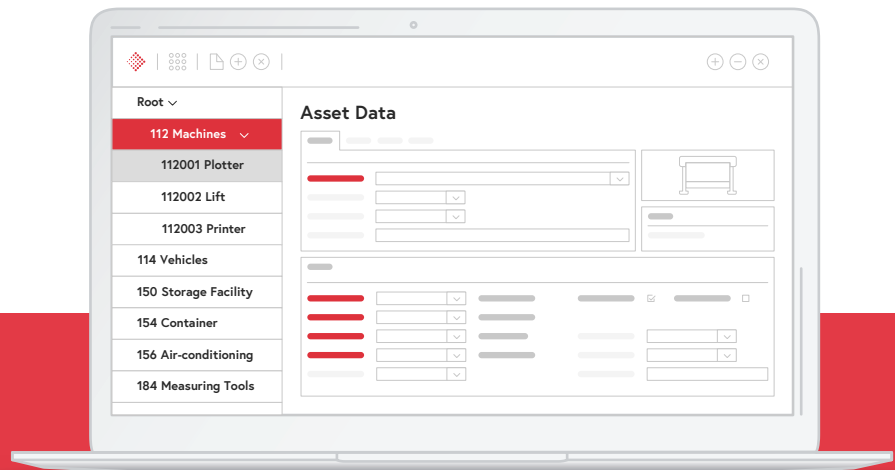 Root
Asset Data
112 Machines
112001 Plotter
112002 Lift
112003 Printer
114 Vehicles
150 Storage Facility
154 Container
156 Air-conditioning
184 Measuring Tools